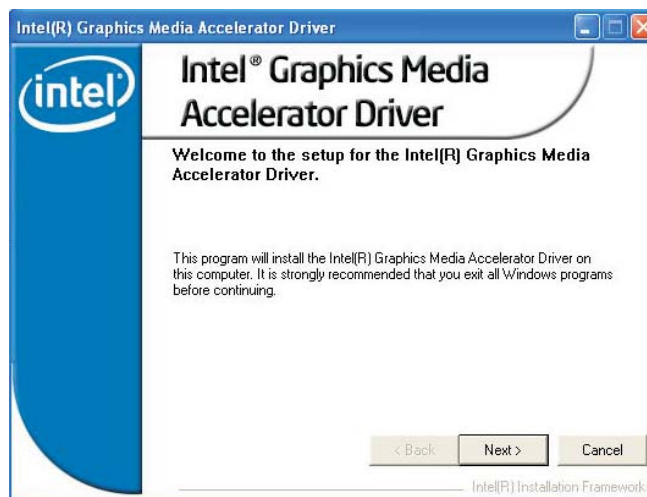 Intel(R) Graphics Media Accelerator Driver
intel
Intel® Graphics Media
Accelerator Driver
Welcome to the setup for the Intel(R) Graphics Media
Accelerator Driver.
This program will install the Intel(R) Graphics Media Accelerator Driver on
this computer. It is strongly recommended that you exit all Windows programs
before continuing.
< Back
Next >
Cancel
Intel(R) Installation Framework